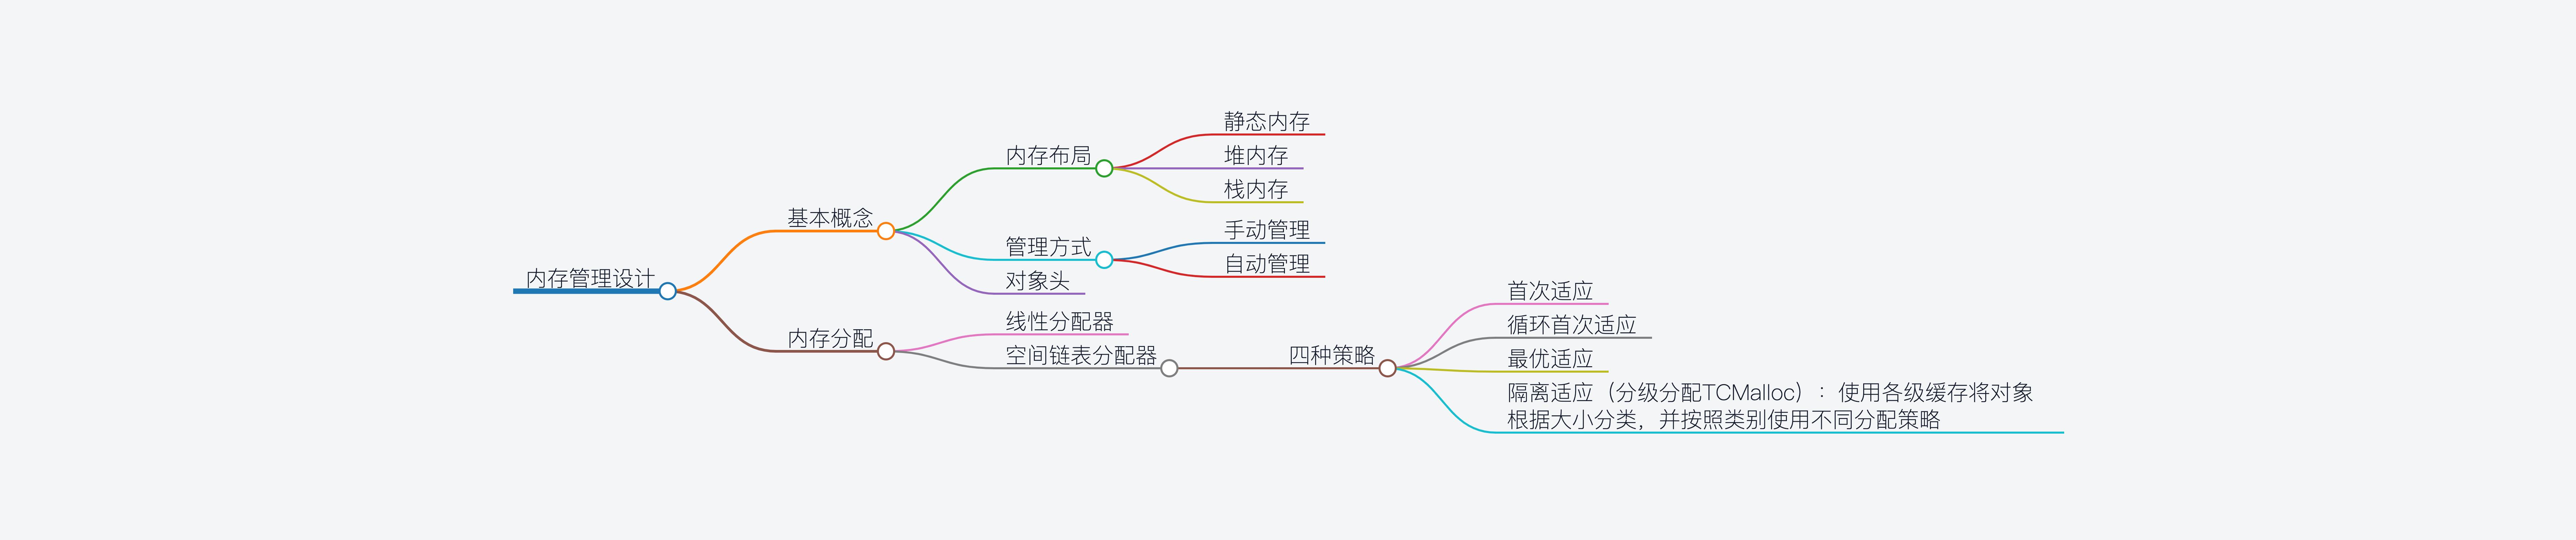 内存管理设计
基本概念
内存布局
静态内存
堆内存
栈内存
管理方式
手动管理
自动管理
对象头
内存分配
线性分配器
空间链表分配器
四种策略
首次适应
循环首次适应
最优适应
隔离适应（分级分配TCMalloc）：使用各级缓存将对象
根据大小分类，并按照类别使用不同分配策略